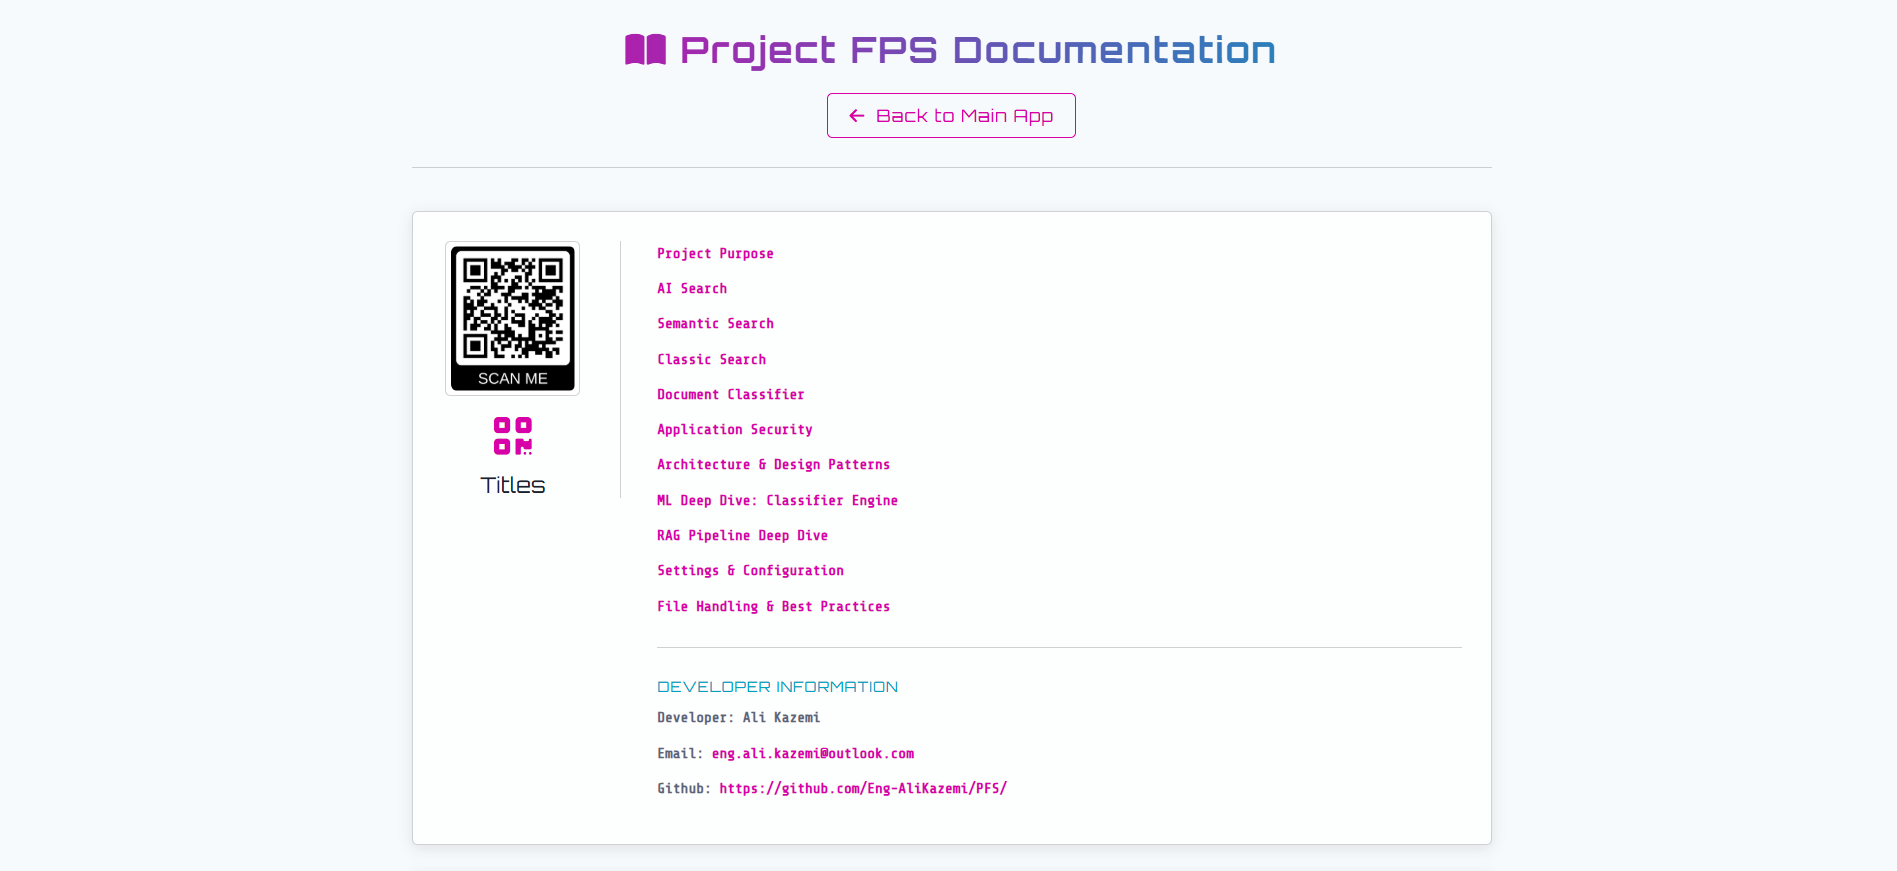 Project FPS Documentation
Back to Main App
SCAN ME
Titles
Project Purpose
AI Search
Semantic Search
Classic Search
Document Classifier
Application Security
Architecture & Design Patterns
ML Deep Dive: Classifier Engine
RAG Pipeline Deep Dive
Settings & Configuration
File Handling & Best Practices
DEVELOPER INFORMATION
Developer: Ali Kazemi
Email: eng.ali.kazemi@outlook.com
Github: https://github.com/Eng-AliKazemi/PFS/